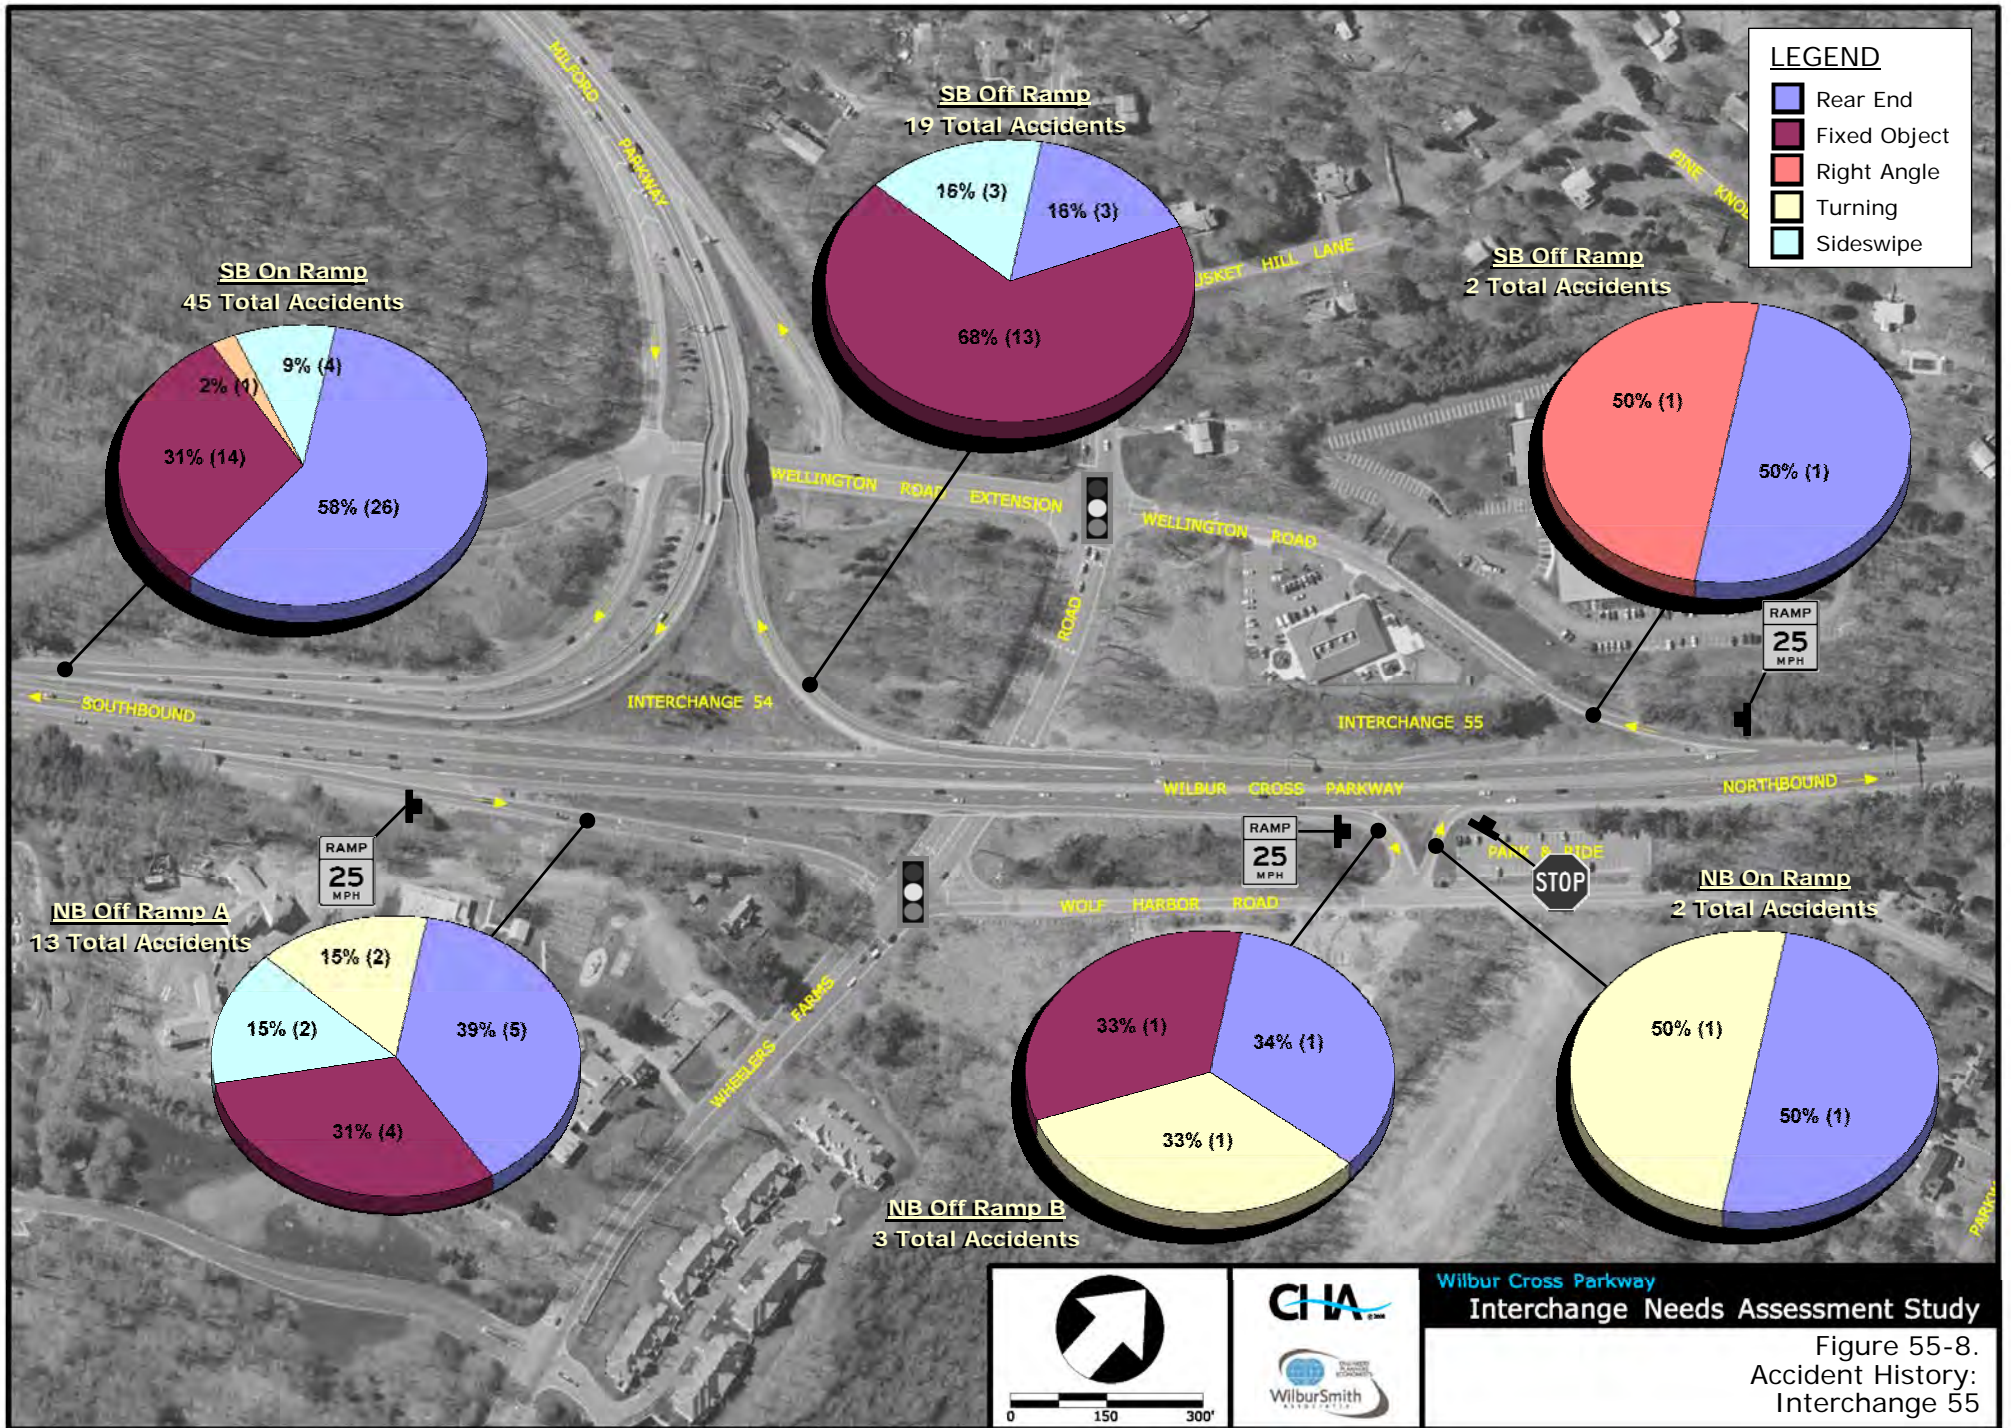 LEGEND
Rear End
Fixed Object
Right Angle
Turning
Sideswipe
MILFORD
PARKWAY
SB Off Ramp
19 Total Accidents
16% (3)
16% (3)
68% (13)
SB On Ramp
45 Total Accidents
9% (4)
2% (1)
31% (14)
58% (26)
SB Off Ramp
2 Total Accidents
50% (1)
50% (1)
PINE KNO
HILL LANE
WELLINGTON ROAD EXTENSION
WELLINGTON ROAD
ROAD
RAMP
25
MPH
SOUTHBOUND
INTERCHANGE 54
INTERCHANGE 55
WILBUR CROSS PARKWAY
NORTHBOUND
RAMP
25
MPH
RAMP
25
MPH
PARK & RIDE
STOP
WOLF HARBOR ROAD
WHEELERS FARMS
NB Off Ramp A
13 Total Accidents
15% (2)
15% (2)
39% (5)
31% (4)
33% (1)
34% (1)
33% (1)
NB Off Ramp B
3 Total Accidents
NB On Ramp
2 Total Accidents
50% (1)
50% (1)
PARKW
0 150 300'
CHA
WilburSmith
ASSOCIATES
Wilbur Cross Parkway
Interchange Needs Assessment Study
Figure 55-8.
Accident History:
Interchange 55